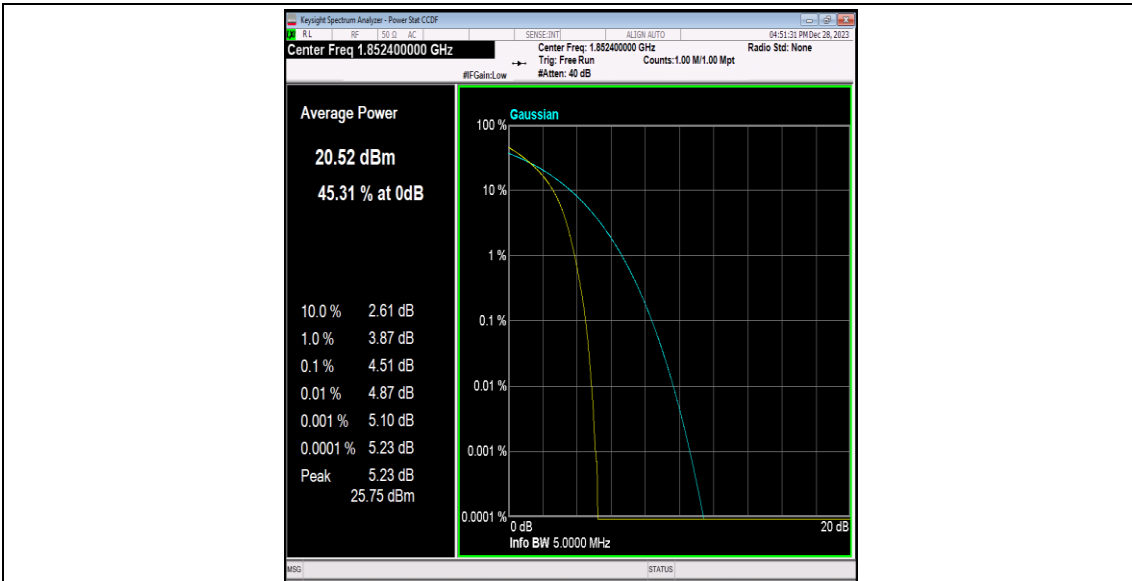 Keysight Spectrum Analyzer - Power Stat CCDF
RL RF 50 Ω AC SENSE:INT ALIGN AUTO 04:51:31 PM Dec 28, 2023
Center Freq 1.852400000 GHz
Center Freq: 1.852400000 GHz Radio Std: None
Trig: Free Run Counts:1.00 M/1.00 Mpt
#IFGain:Low #Atten: 40 dB
Average Power
20.52 dBm
45.31 % at 0dB
10.0 % 2.61 dB
1.0 % 3.87 dB
0.1 % 4.51 dB
0.01 % 4.87 dB
0.001 % 5.10 dB
0.0001 % 5.23 dB
Peak 5.23 dB
25.75 dBm
Gaussian
100 %
10 %
1 %
0.1 %
0.01 %
0.001 %
0.0001 %
0 dB 20 dB
Info BW 5.0000 MHz
MSG STATUS